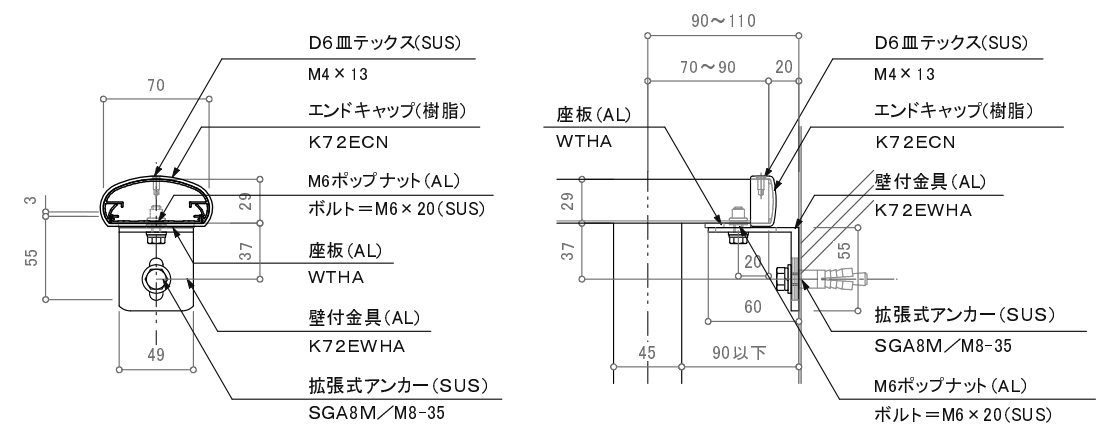 D6皿テックス(SUS)
M4×13
70
エンドキャップ(樹脂)
K72ECN
M6ポップナット(AL)
ボルト=M6×20(SUS)
3
29
55
37
座板(AL)
WTHA
壁付金具(AL)
K72EWHA
49
拡張式アンカー(SUS)
SGA8M/M8-35
90~110
70~90
20
D6皿テックス(SUS)
M4×13
座板(AL)
WTHA
エンドキャップ(樹脂)
K72ECN
29
壁付金具(AL)
K72EWHA
37
20
55
60
拡張式アンカー(SUS)
SGA8M/M8-35
45
90以下
M6ポップナット(AL)
ボルト=M6×20(SUS)